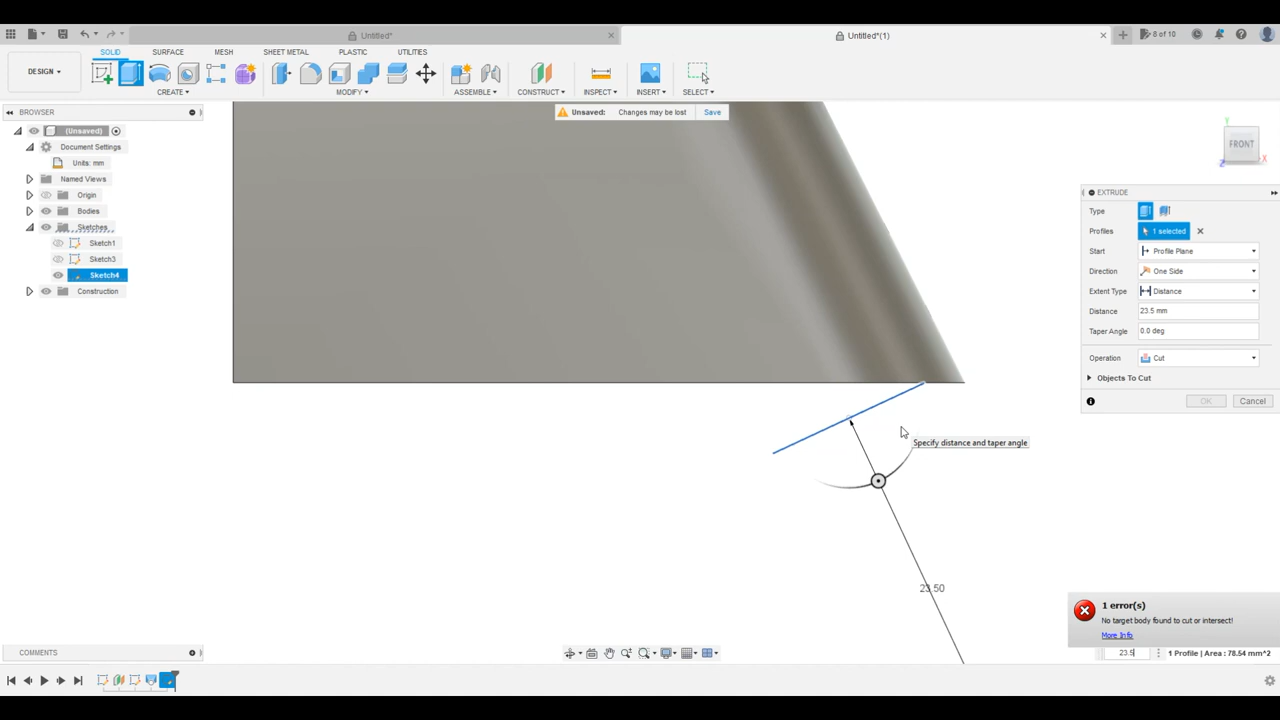 Untitled*
Untitled*(1)
8 of 10
DESIGN
SOLID
SURFACE
MESH
SHEET METAL
PLASTIC
UTILITIES
CREATE
MODIFY
ASSEMBLE
CONSTRUCT
INSPECT
INSERT
SELECT
BROWSER
Unsaved: Changes may be lost Save
(Unsaved)
Document Settings
Units: mm
Named Views
Origin
Bodies
Sketches
Sketch1
Sketch3
Sketch4
Construction
Y
FRONT
X
Z
EXTRUDE
Type
Profiles 1 selected
Start Profile Plane
Direction One Side
Extent Type Distance
Distance 23.5 mm
Taper Angle 0.0 deg
Operation Cut
Objects To Cut
OK Cancel
Specify distance and taper angle
23.50
1 error(s)
No target body found to cut or intersect!
More Info
23.5
1 Profile | Area : 78.54 mm^2
COMMENTS